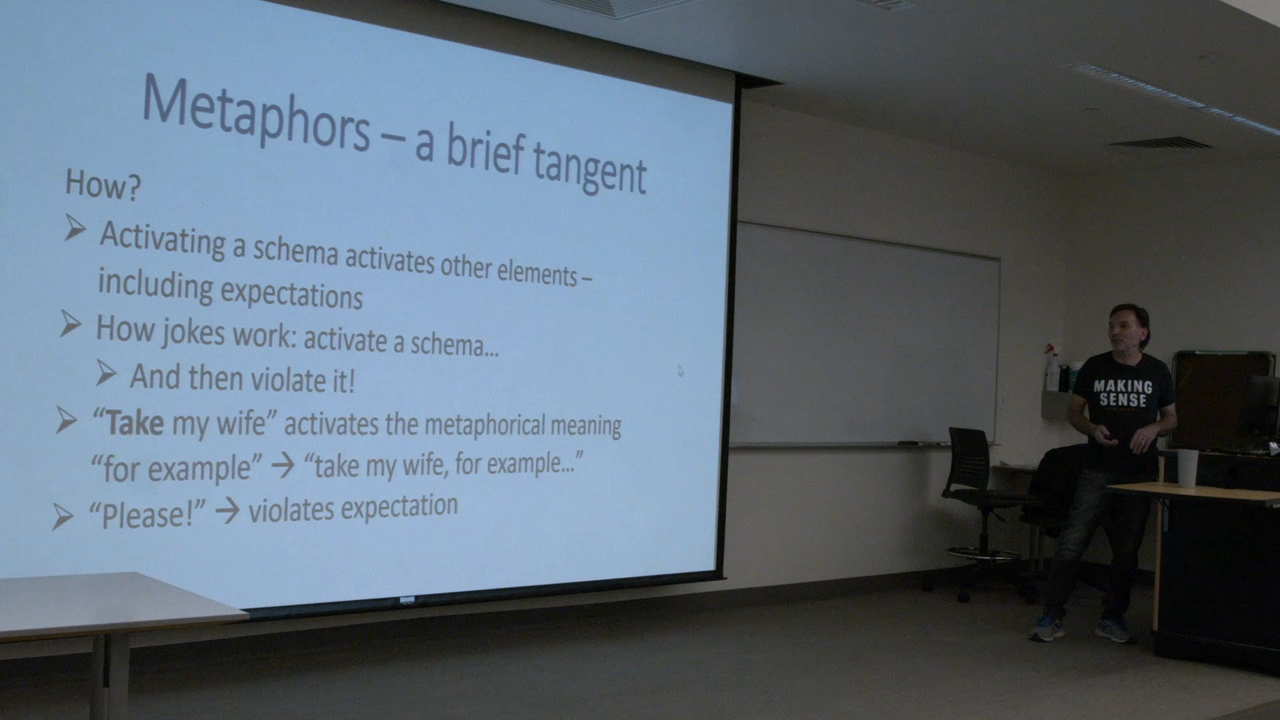 Metaphors – a brief tangent
How?
➢ Activating a schema activates other elements –
including expectations
➢ How jokes work: activate a schema...
➢ And then violate it!
➢ “Take my wife” activates the metaphorical meaning
“for example” → “take my wife, for example…”
➢ “Please!” → violates expectation
MAKING
SENSE